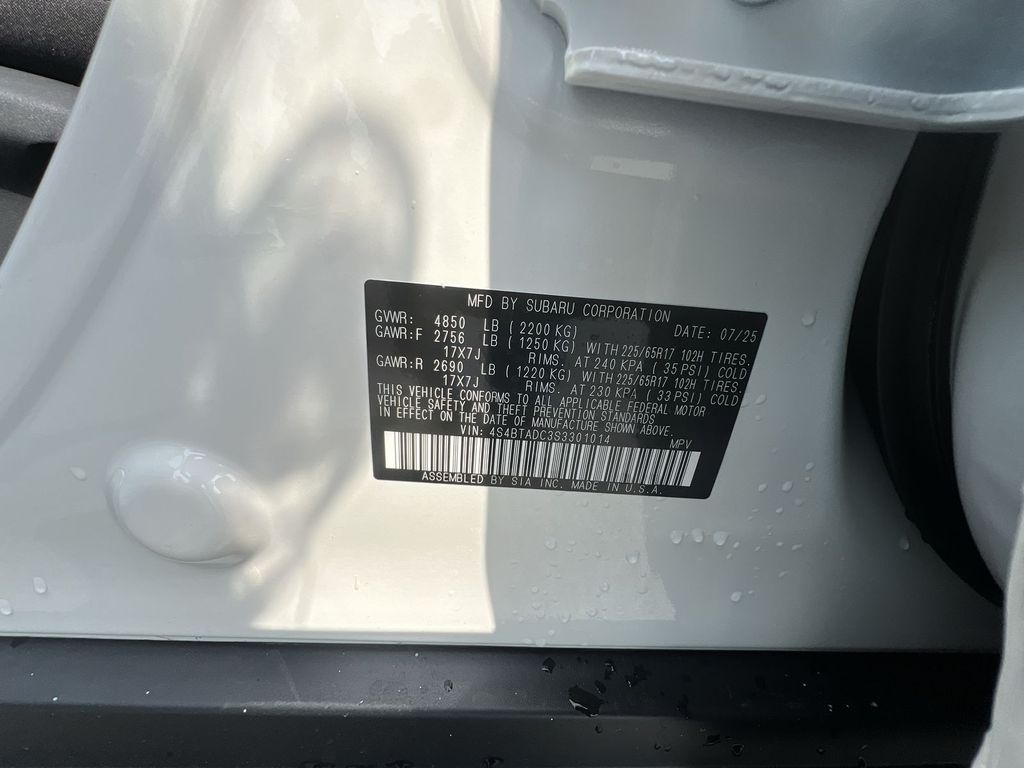 MFD BY SUBARU CORPORATION
GVWR: 4850 LB (2200 KG) DATE: 07/25
GAWR:F 2756 LB (1250 KG) WITH 225/65R17 102H TIRES,
17X7J RIMS. AT 240 KPA (35 PSI) COLD
GAWR:R 2690 LB (1220 KG) WITH 225/65R17 102H TIRES,
17X7J RIMS. AT 230 KPA (33 PSI) COLD
THIS VEHICLE CONFORMS TO ALL APPLICABLE FEDERAL MOTOR
VEHICLE SAFETY AND THEFT PREVENTION STANDARDS
IN EFFECT ON THE DATE OF MANUFACTURE SHOWN ABOVE.
VIN: 4S4BTADC3S3301014 MPV
ASSEMBLED BY SIA INC. MADE IN U.S.A.